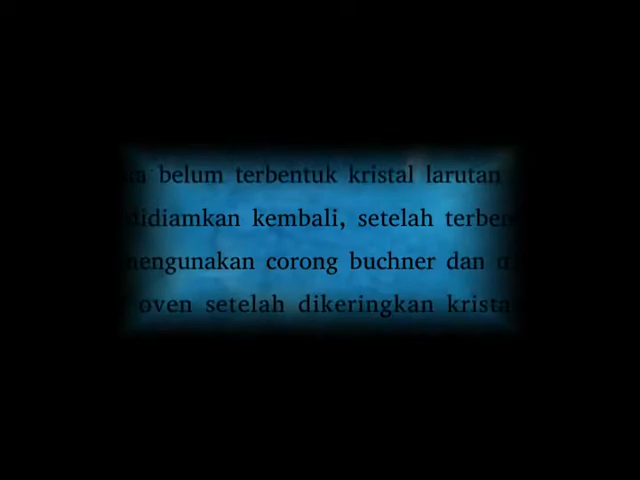 belum terbentuk kristal larutan
didiamkan kembali, setelah
mengunakan corong buchner dan
oven setelah dikeringkan